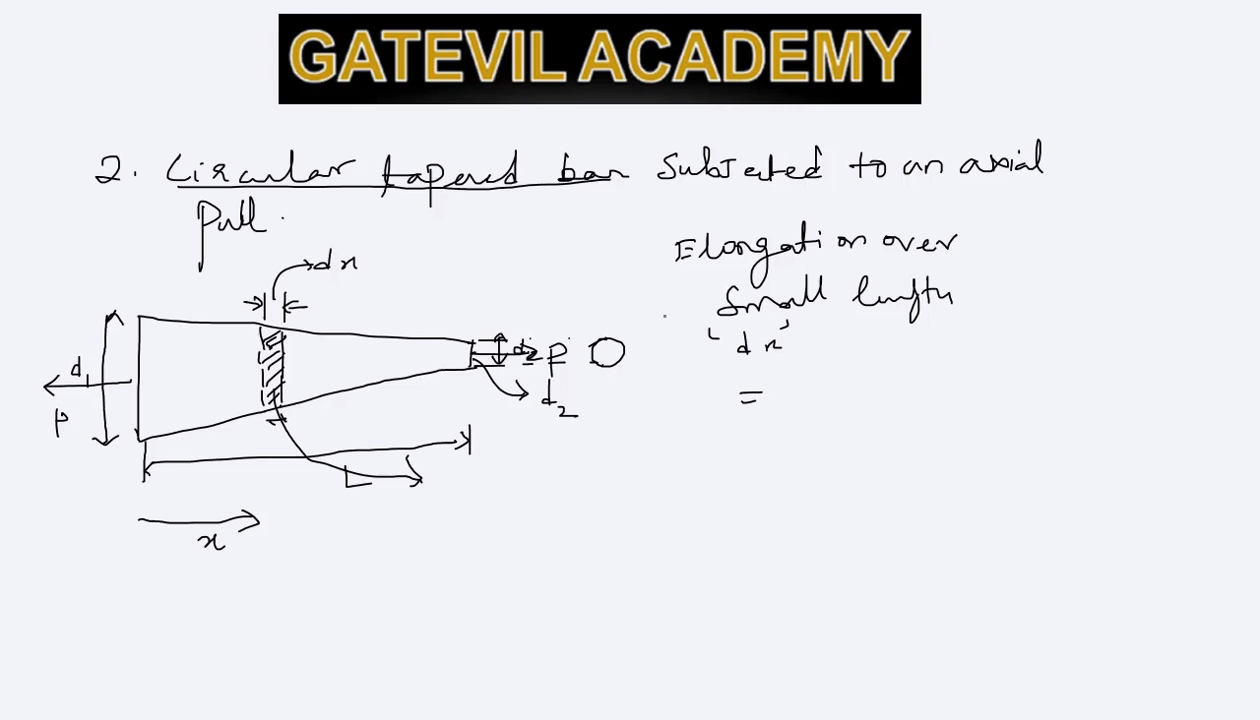 GATEVIL ACADEMY
2. Circular tapered bar Subjected to an axial
Pull.
Elongation over
Small length
'dx'
=
dx
d1
P
d2
P
d2
L
x